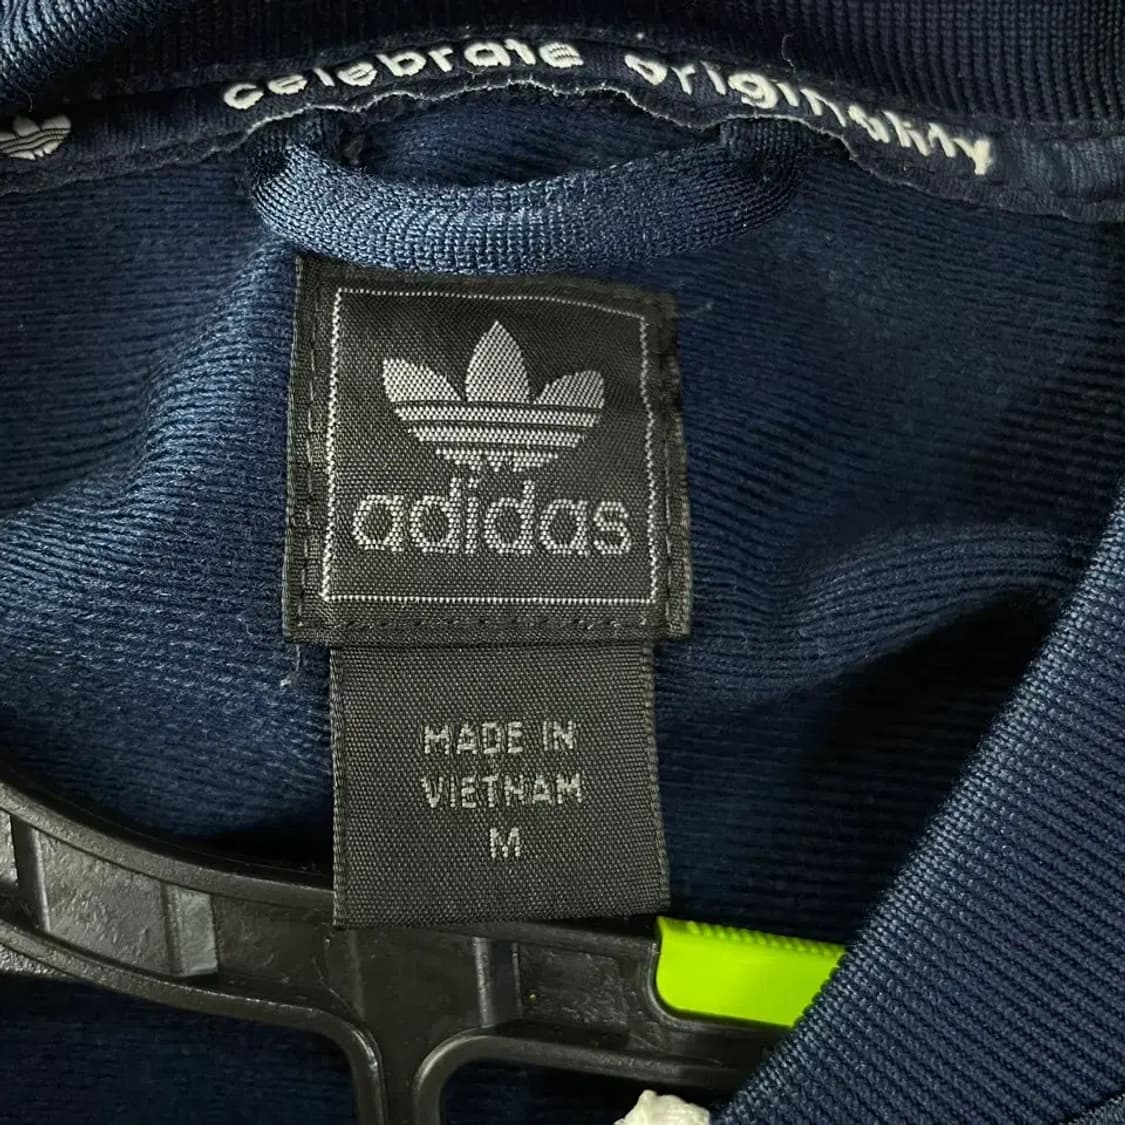 celebrate originality
adidas
MADE IN
VIETNAM
M